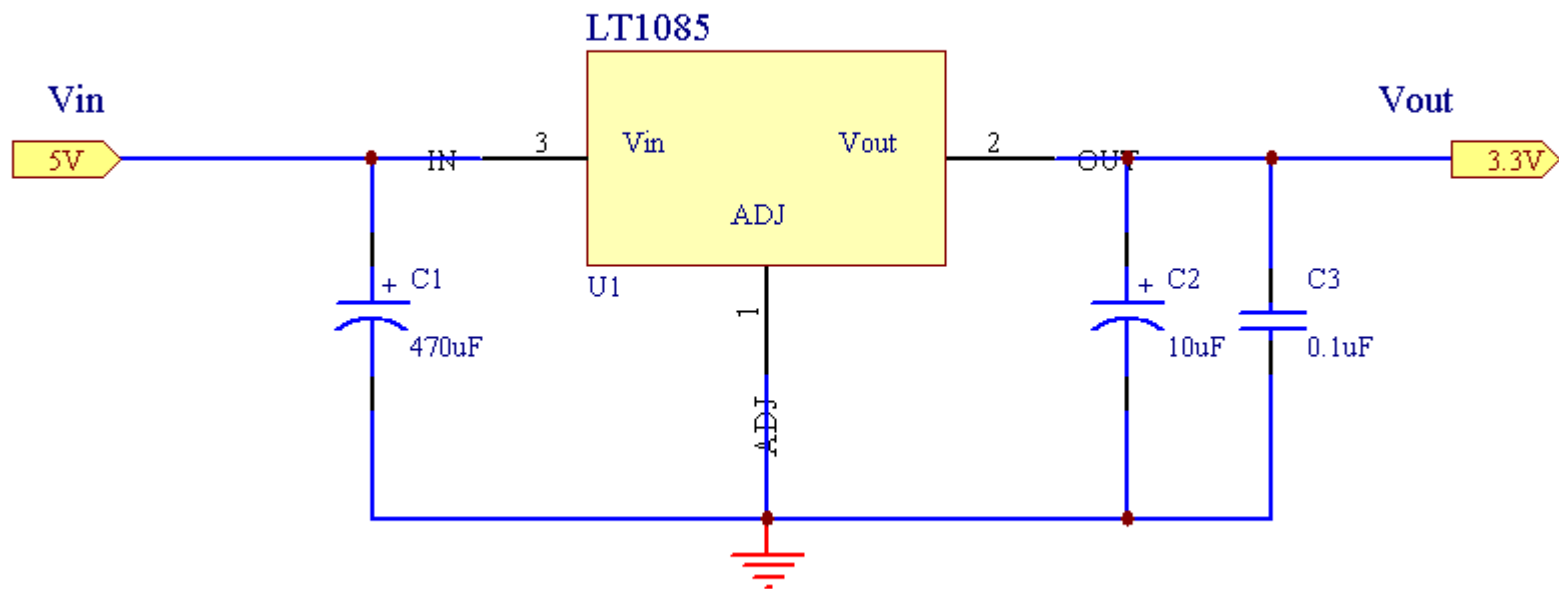 LT1085
Vin
Vout
5V
IN
3
Vin
Vout
2
OUT
3.3V
ADJ
U1
1
ADJ
+ C1
470uF
+ C2
10uF
C3
0.1uF